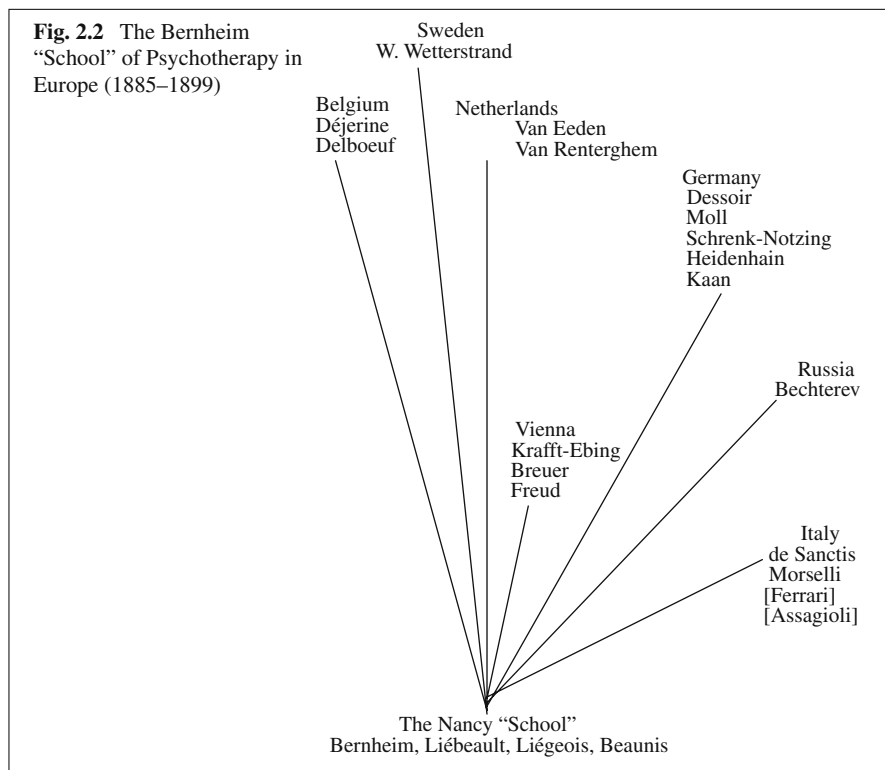 Fig. 2.2 The Bernheim
“School” of Psychotherapy in
Europe (1885–1899)
Sweden
W. Wetterstrand
Belgium
Déjerine
Delboeuf
Netherlands
Van Eeden
Van Renterghem
Germany
Dessoir
Moll
Schrenk-Notzing
Heidenhain
Kaan
Russia
Bechterev
Vienna
Krafft-Ebing
Breuer
Freud
Italy
de Sanctis
Morselli
[Ferrari]
[Assagioli]
The Nancy “School”
Bernheim, Liébeault, Liégeois, Beaunis